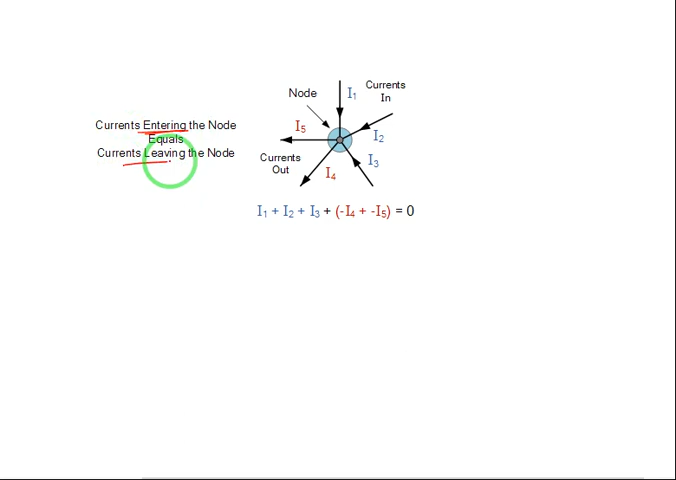 Currents Entering the Node
Equals
Currents Leaving the Node
Node
I₁
Currents
In
I₅
I₂
Currents
Out
I₄
I₃
I₁ + I₂ + I₃ + (-I₄ + -I₅) = 0